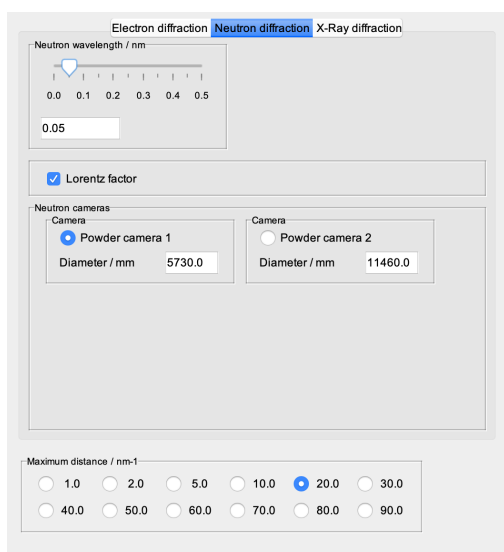 Electron diffraction Neutron diffraction X-Ray diffraction
Neutron wavelength / nm
0.0 0.1 0.2 0.3 0.4 0.5
0.05
Lorentz factor
Neutron cameras
Camera
Powder camera 1
Diameter / mm 5730.0
Camera
Powder camera 2
Diameter / mm 11460.0
Maximum distance / nm-1
1.0 2.0 5.0 10.0 20.0 30.0
40.0 50.0 60.0 70.0 80.0 90.0